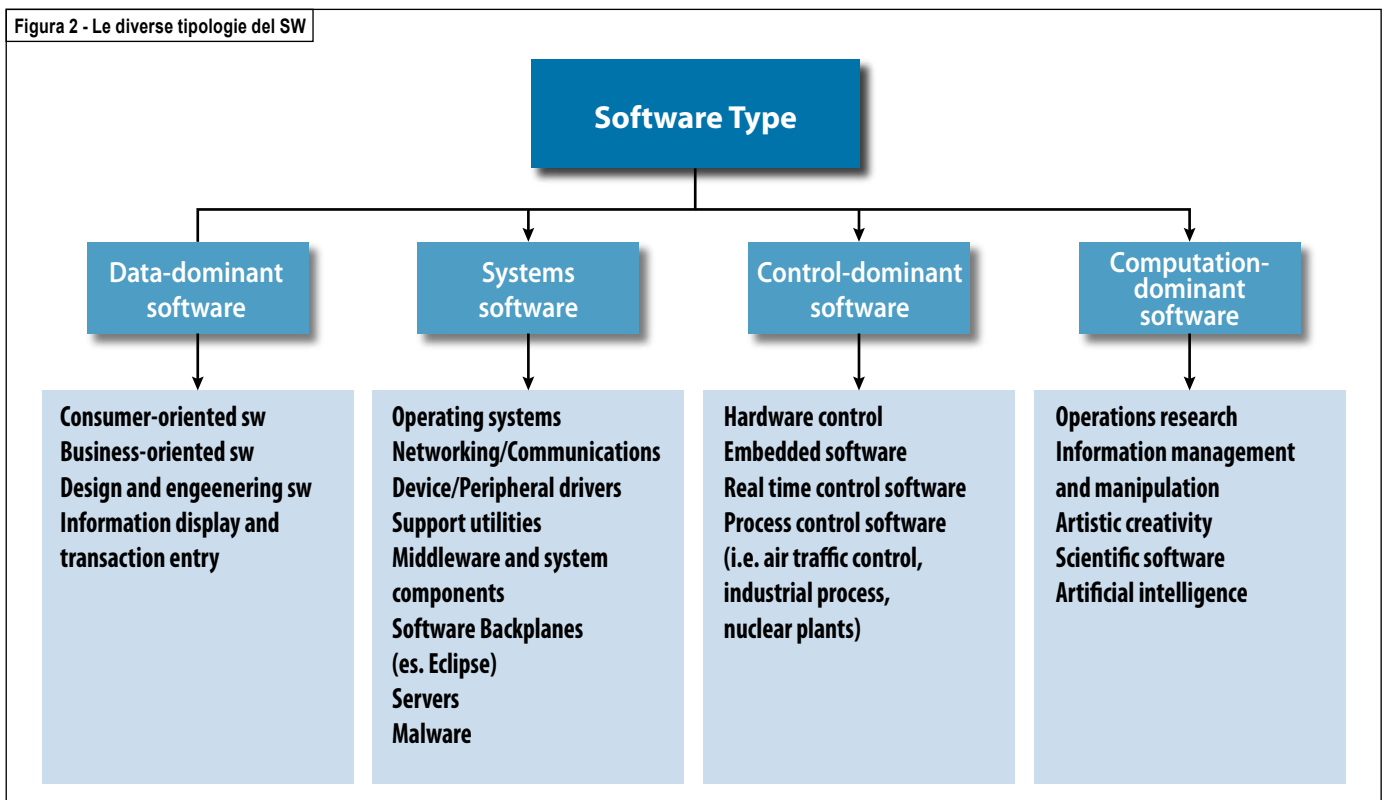 Figura 2 - Le diverse tipologie del SW
Software Type
Data-dominant
software
Systems
software
Control-dominant
software
Computation-
dominant
software
Consumer-oriented sw
Business-oriented sw
Design and engeenering sw
Information display and
transaction entry
Operating systems
Networking/Communications
Device/Peripheral drivers
Support utilities
Middleware and system
components
Software Backplanes
(es. Eclipse)
Servers
Malware
Hardware control
Embedded software
Real time control software
Process control software
(i.e. air traffic control,
industrial process,
nuclear plants)
Operations research
Information management
and manipulation
Artistic creativity
Scientific software
Artificial intelligence